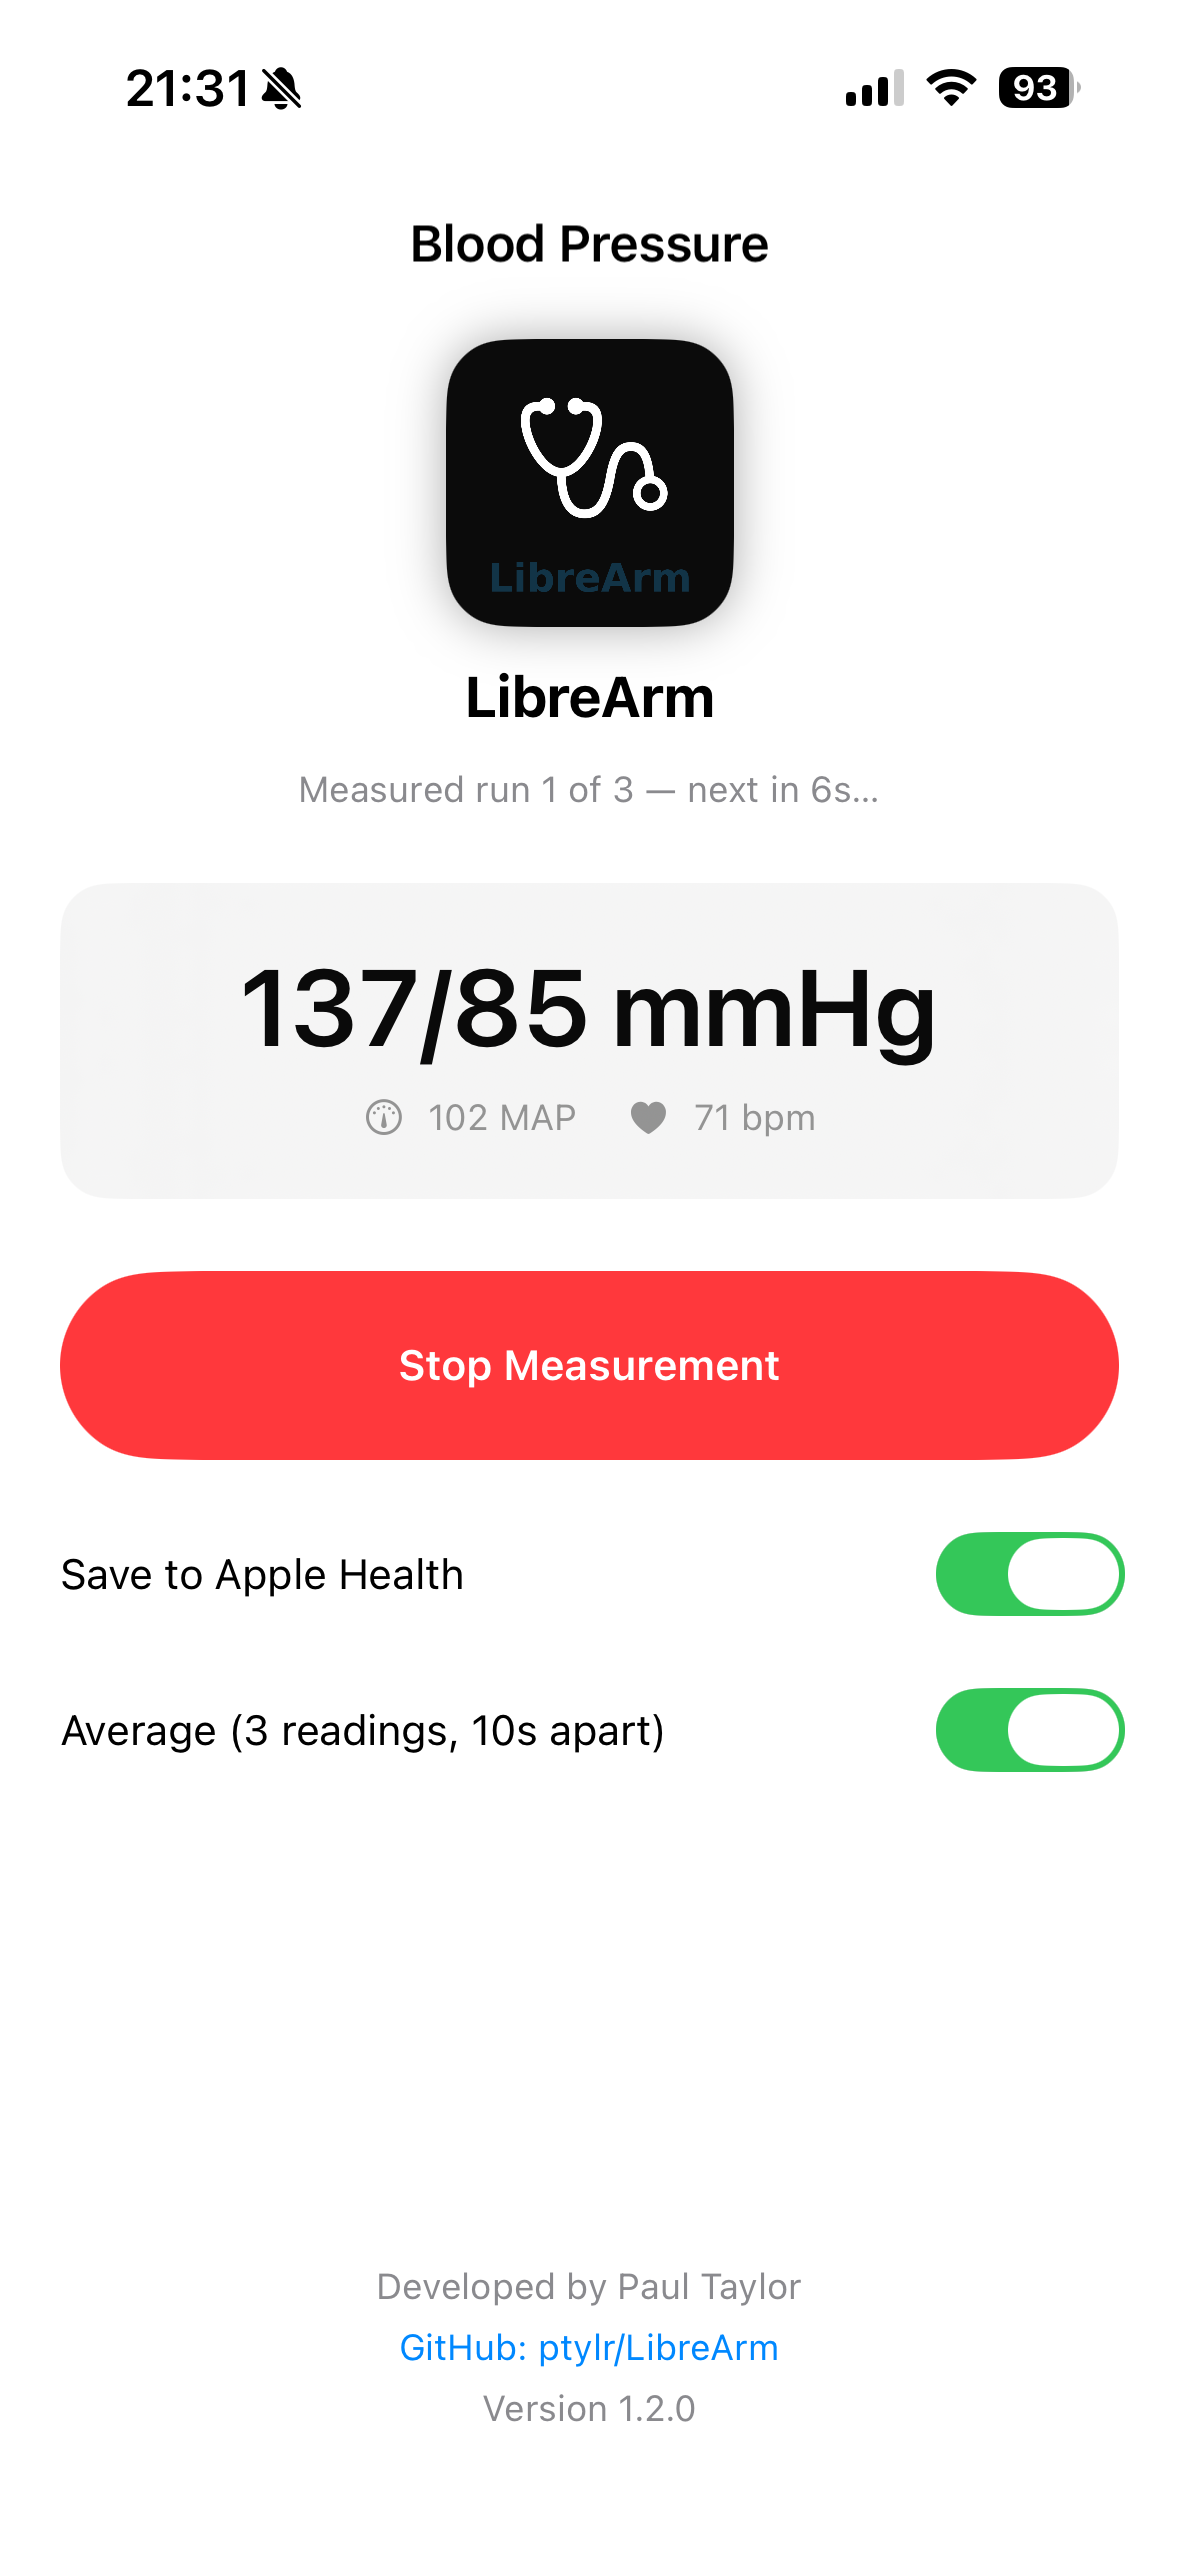 21:31
93
Blood Pressure
LibreArm
LibreArm
Measured run 1 of 3 — next in 6s...
137/85 mmHg
102 MAP 71 bpm
Stop Measurement
Save to Apple Health
Average (3 readings, 10s apart)
Developed by Paul Taylor
GitHub: ptylr/LibreArm
Version 1.2.0